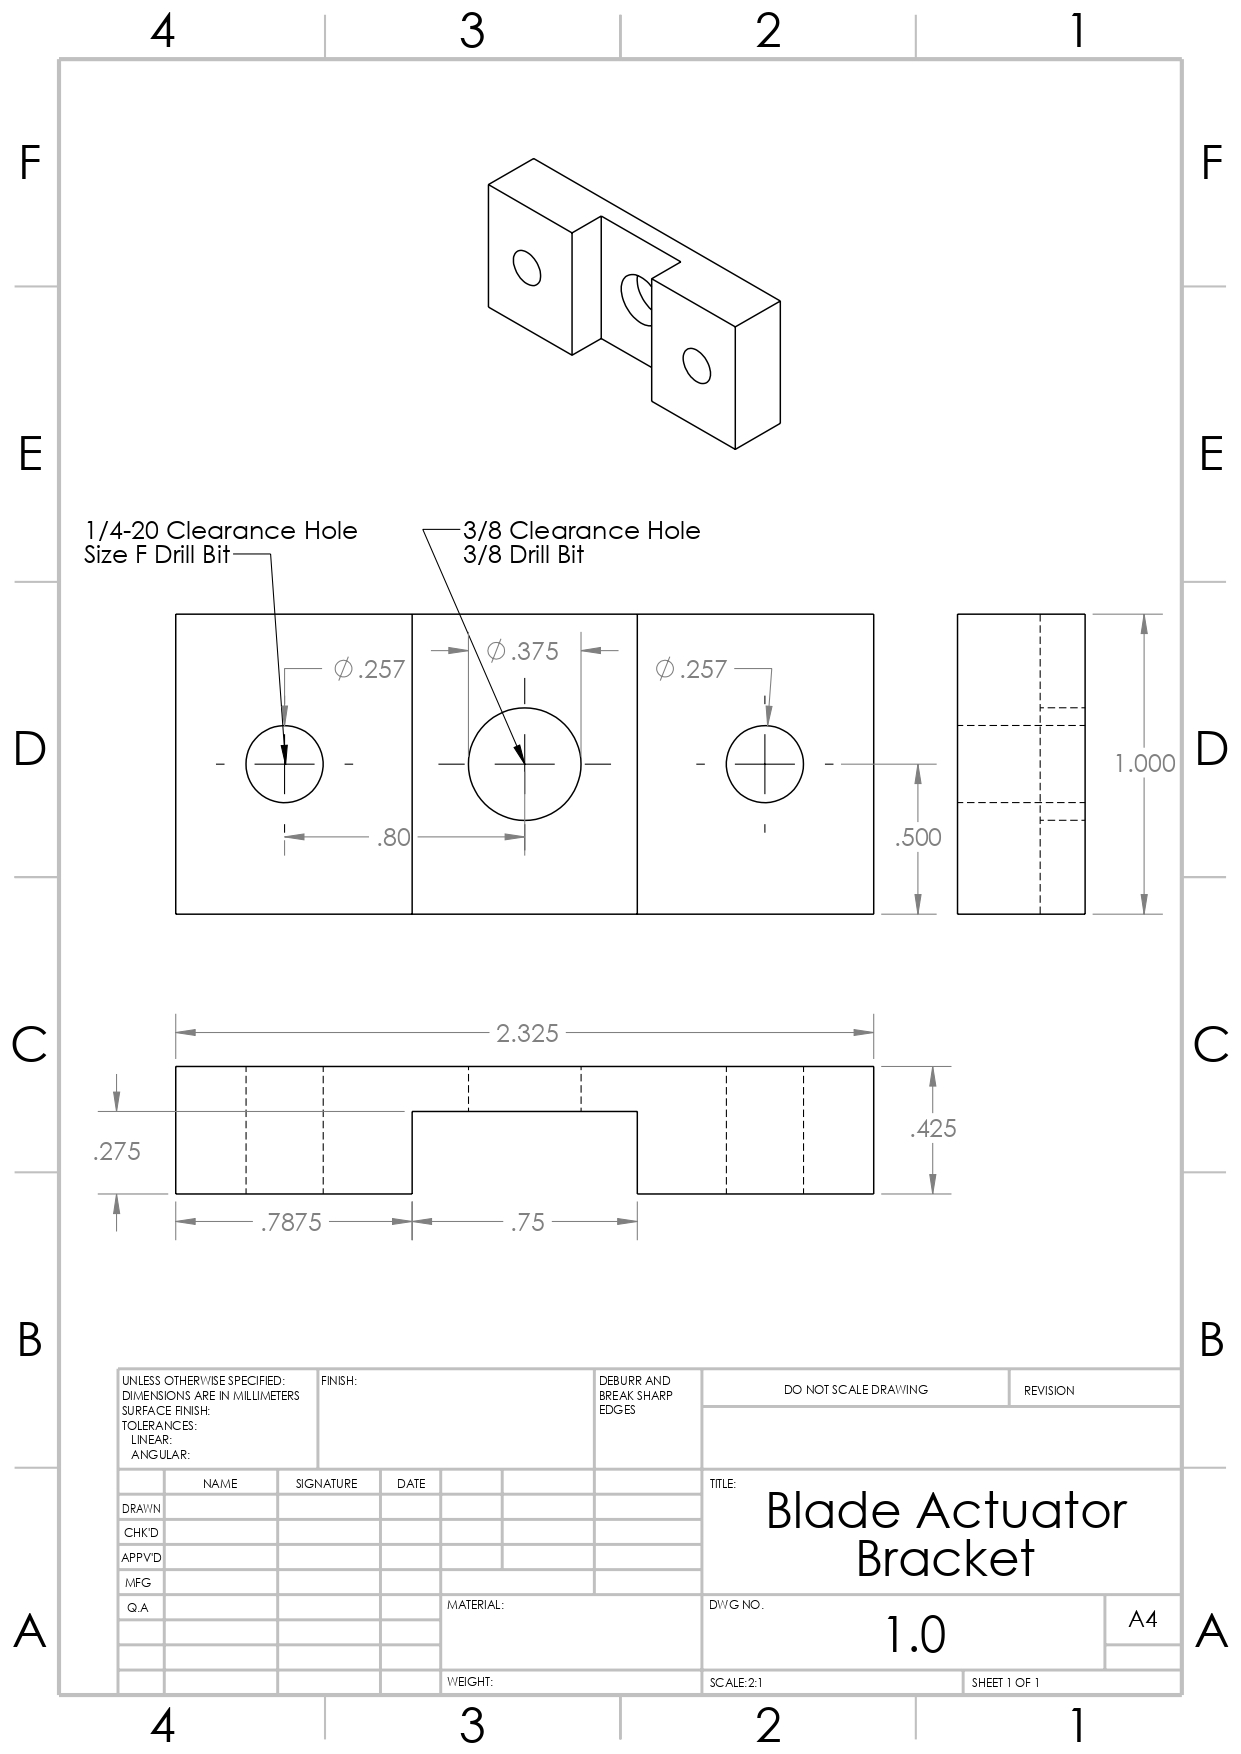 4 3 2 1
F F
E E
1/4-20 Clearance Hole
Size F Drill Bit
3/8 Clearance Hole
3/8 Drill Bit
∅.257
∅.375
∅.257
D D
1.000
.80
.500
C C
2.325
.275
.425
.7875
.75
B B
UNLESS OTHERWISE SPECIFIED:
DIMENSIONS ARE IN MILLIMETERS
SURFACE FINISH:
TOLERANCES:
LINEAR:
ANGULAR:
FINISH:
DEBURR AND
BREAK SHARP
EDGES
DO NOT SCALE DRAWING
REVISION
NAME SIGNATURE DATE
DRAWN
CHK'D
APPV'D
MFG
Q.A
TITLE:
Blade Actuator
Bracket
MATERIAL:
DWG NO.
1.0
A4
A A
WEIGHT:
SCALE:2:1
SHEET 1 OF 1
4 3 2 1